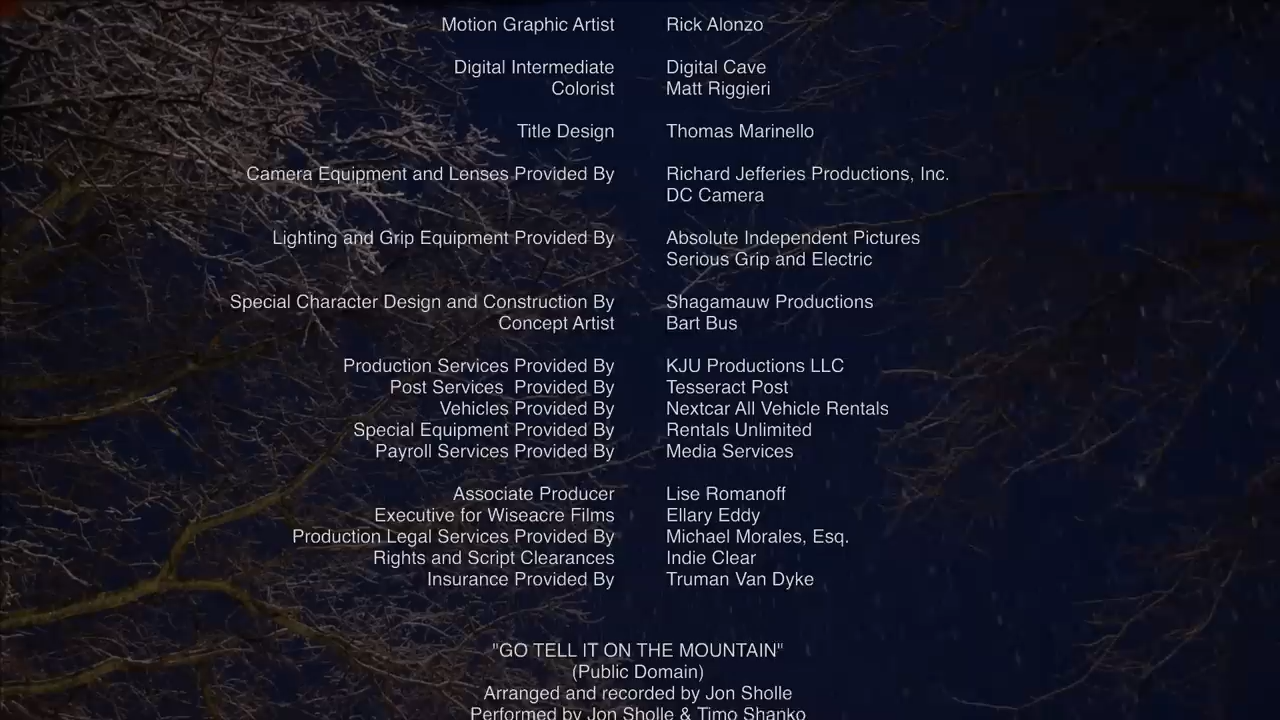 Motion Graphic Artist Rick Alonzo
Digital Intermediate Digital Cave
Colorist Matt Riggieri
Title Design Thomas Marinello
Camera Equipment and Lenses Provided By Richard Jefferies Productions, Inc.
DC Camera
Lighting and Grip Equipment Provided By Absolute Independent Pictures
Serious Grip and Electric
Special Character Design and Construction By Shagamauw Productions
Concept Artist Bart Bus
Production Services Provided By KJU Productions LLC
Post Services  Provided By Tesseract Post
Vehicles Provided By Nextcar All Vehicle Rentals
Special Equipment Provided By Rentals Unlimited
Payroll Services Provided By Media Services
Associate Producer Lise Romanoff
Executive for Wiseacre Films Ellary Eddy
Production Legal Services Provided By Michael Morales, Esq.
Rights and Script Clearances Indie Clear
Insurance Provided By Truman Van Dyke
"GO TELL IT ON THE MOUNTAIN"
(Public Domain)
Arranged and recorded by Jon Sholle
Performed by Jon Sholle & Timo Shanko